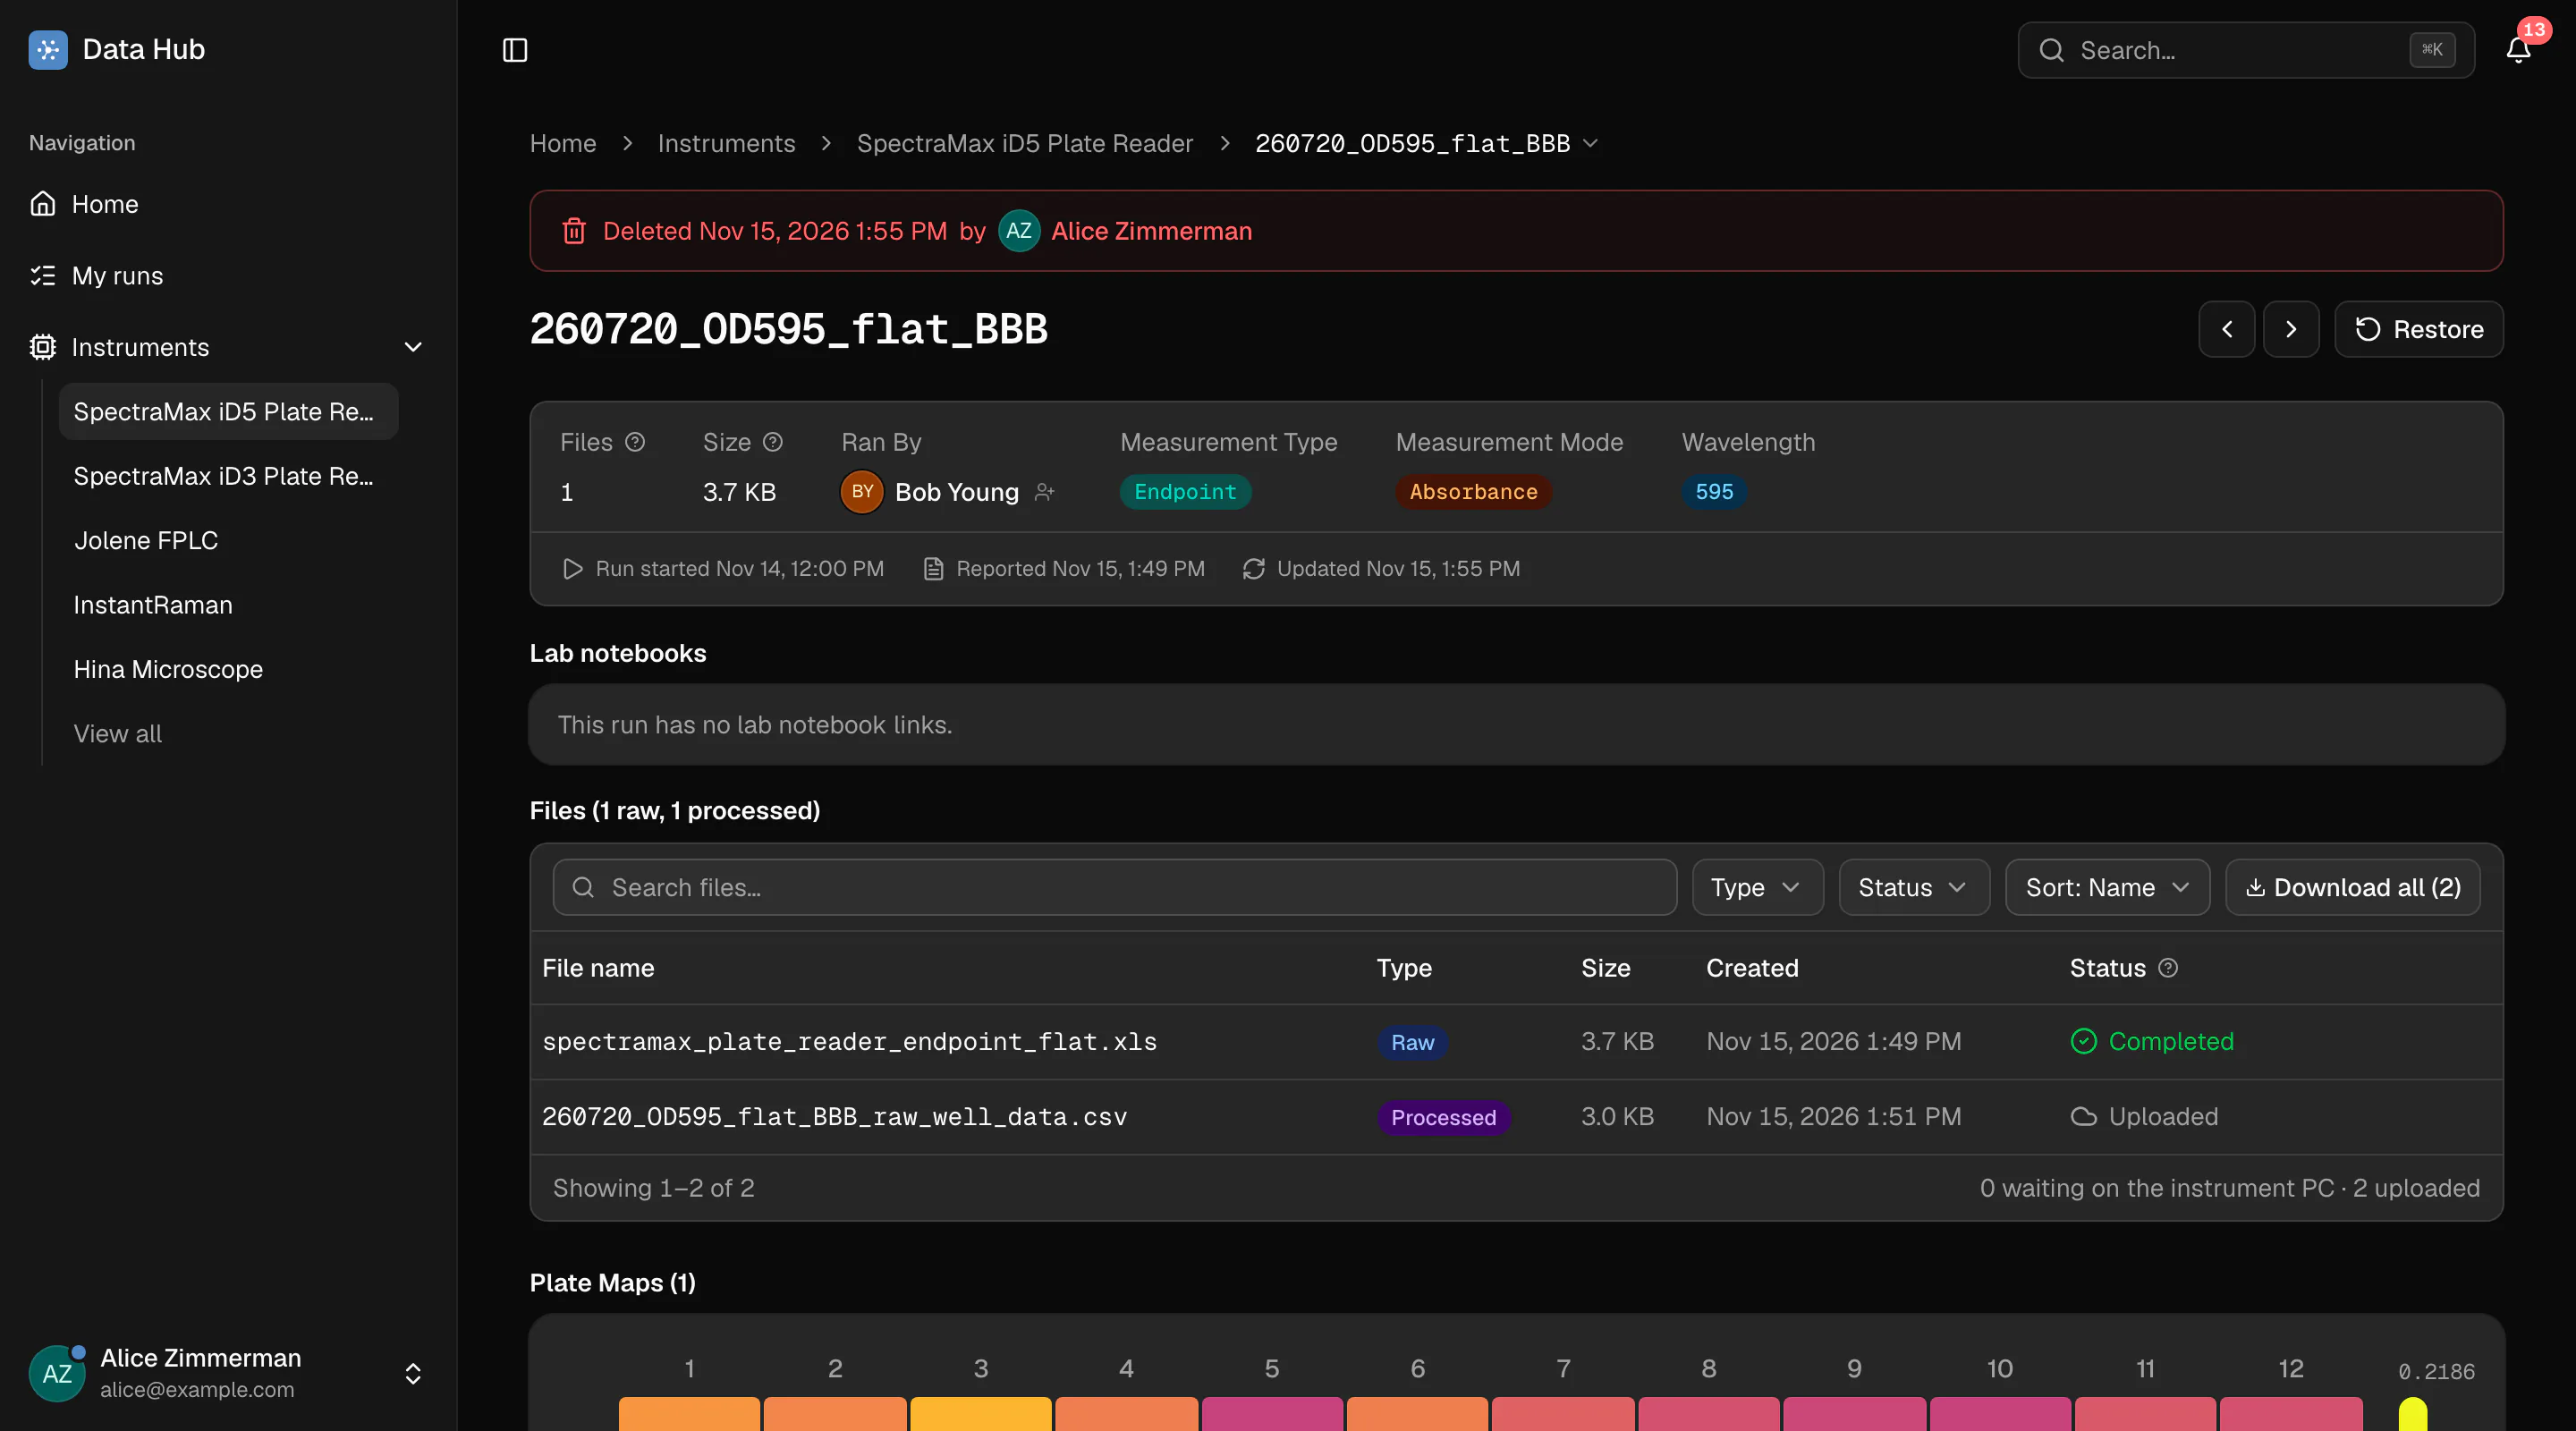 Data Hub
Search...
⌘K
13
Navigation
Home
My runs
Instruments
SpectraMax iD5 Plate Re...
SpectraMax iD3 Plate Re...
Jolene FPLC
InstantRaman
Hina Microscope
View all
AZ
Alice Zimmerman
alice@example.com
Home > Instruments > SpectraMax iD5 Plate Reader > 260720_OD595_flat_BBB
Deleted Nov 15, 2026 1:55 PM by AZ Alice Zimmerman
260720_OD595_flat_BBB
Restore
Files Size Ran By Measurement Type Measurement Mode Wavelength
1 3.7 KB BY Bob Young Endpoint Absorbance 595
Run started Nov 14, 12:00 PM Reported Nov 15, 1:49 PM Updated Nov 15, 1:55 PM
Lab notebooks
This run has no lab notebook links.
Files (1 raw, 1 processed)
Search files... Type Status Sort: Name Download all (2)
File name Type Size Created Status
spectramax_plate_reader_endpoint_flat.xls Raw 3.7 KB Nov 15, 2026 1:49 PM Completed
260720_OD595_flat_BBB_raw_well_data.csv Processed 3.0 KB Nov 15, 2026 1:51 PM Uploaded
Showing 1–2 of 2 0 waiting on the instrument PC · 2 uploaded
Plate Maps (1)
1 2 3 4 5 6 7 8 9 10 11 12 0.2186